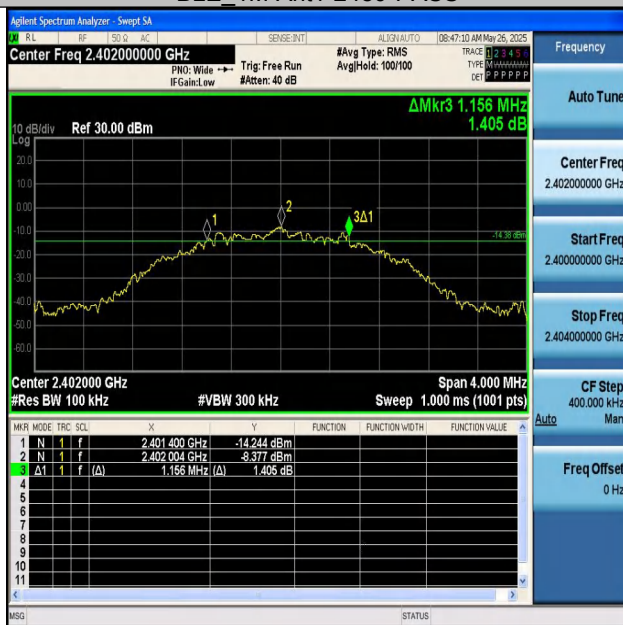 Agilent Spectrum Analyzer - Swept SA
RL RF 50 Ω AC SENSE:INT ALIGN AUTO 08:47:10 AM May 26, 2025
Center Freq 2.402000000 GHz
PNO: Wide
IFGain:Low
Trig: Free Run
#Atten: 40 dB
#Avg Type: RMS
Avg|Hold: 100/100
TRACE 1 2 3 4 5 6
TYPE
DET P P P P P P
ΔMkr3 1.156 MHz
1.405 dB
10 dB/div Ref 30.00 dBm
Log
20.0
10.0
0.00
-10.0
-20.0
-30.0
-40.0
-50.0
-60.0
1
2
3Δ1
-14.38 dBm
Center 2.402000 GHz Span 4.000 MHz
#Res BW 100 kHz #VBW 300 kHz Sweep 1.000 ms (1001 pts)
MKR MODE TRC SCL X Y FUNCTION FUNCTION WIDTH FUNCTION VALUE
1 N 1 f 2.401 400 GHz -14.244 dBm
2 N 1 f 2.402 004 GHz -8.377 dBm
3 Δ1 1 f (Δ) 1.156 MHz (Δ) 1.405 dB
4
5
6
7
8
9
10
11
MSG STATUS
Frequency
Auto Tune
Center Freq
2.402000000 GHz
Start Freq
2.400000000 GHz
Stop Freq
2.404000000 GHz
CF Step
400.000 kHz
Auto Man
Freq Offset
0 Hz